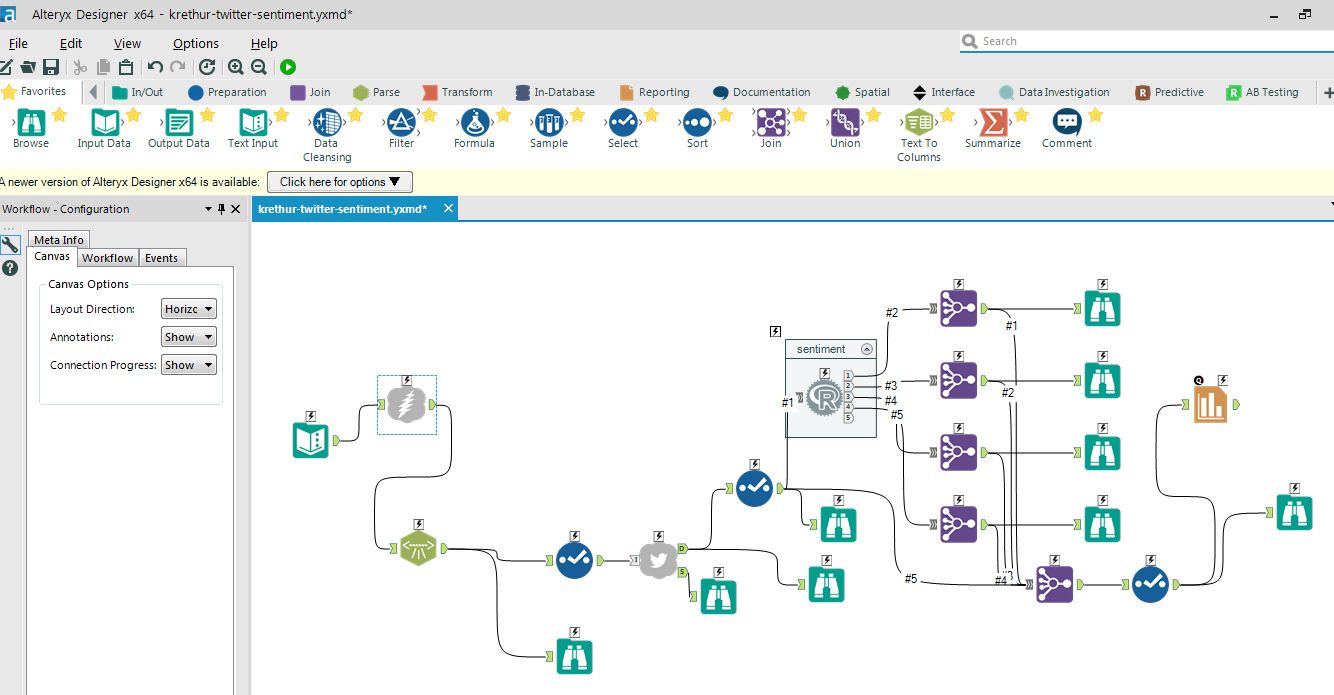 Alteryx Designer x64 - krethur-twitter-sentiment.yxmd*
File Edit View Options Help
Search
Favorites In/Out Preparation Join Parse Transform In-Database Reporting Documentation Spatial Interface Data Investigation Predictive AB Testing
Browse Input Data Output Data Text Input Data Cleansing Filter Formula Sample Select Sort Join Union Text To Columns Summarize Comment
A newer version of Alteryx Designer x64 is available: Click here for options ▼
Workflow - Configuration
krethur-twitter-sentiment.yxmd*
Meta Info
Canvas Workflow Events
Canvas Options
Layout Direction: Horizc
Annotations: Show
Connection Progress: Show
sentiment
#2
#1
1
2
3
4
5
#3
#4
#5
#2
#1
R
Q
D
S
I
#5
#4